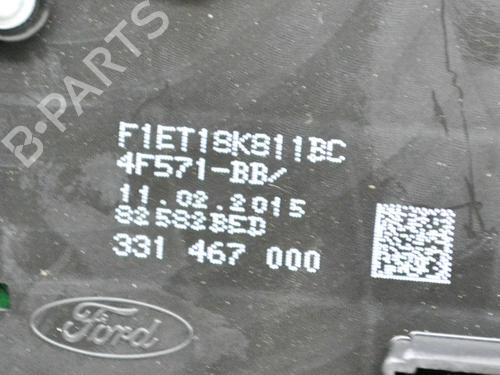 B-PARTS
F1ET18K811BC
4F571-BB/
11.02.2015
82582BED
331 467 000
Ford